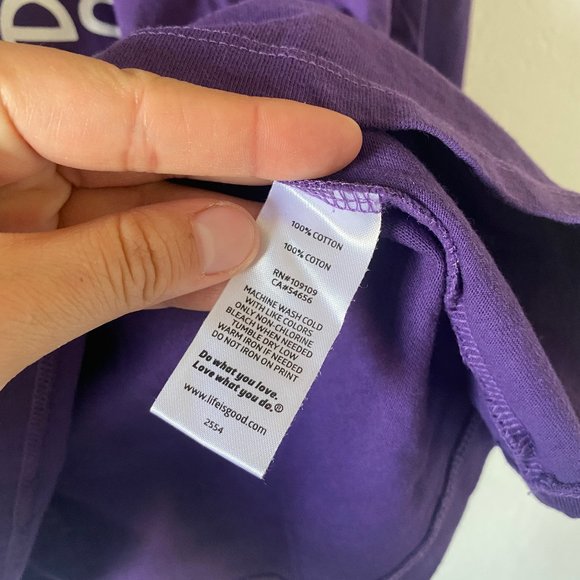 DS
100% COTTON
100% COTON
RN#109109
CA#54656
MACHINE WASH COLD
WITH LIKE COLORS
ONLY NON-CHLORINE
BLEACH WHEN NEEDED
TUMBLE DRY LOW
WARM IRON IF NEEDED
DO NOT IRON ON PRINT
Do what you love.
Love what you do.®
www.lifeisgood.com
2554